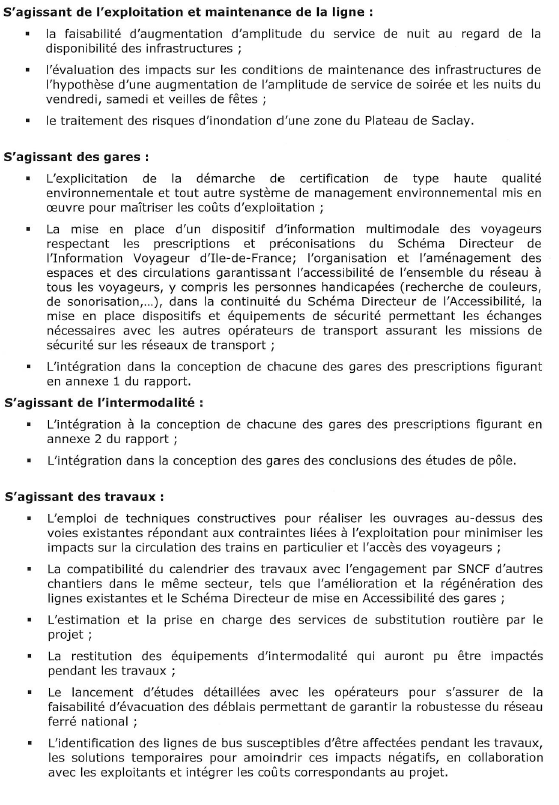 S'agissant de l'exploitation et maintenance de la ligne :
▪ la faisabilité d'augmentation d'amplitude du service de nuit au regard de la
disponibilité des infrastructures ;
▪ l'évaluation des impacts sur les conditions de maintenance des infrastructures de
l'hypothèse d'une augmentation de l'amplitude de service de soirée et les nuits du
vendredi, samedi et veilles de fêtes ;
▪ le traitement des risques d'inondation d'une zone du Plateau de Saclay.
S'agissant des gares :
▪ L'explicitation de la démarche de certification de type haute qualité
environnementale et tout autre système de management environnemental mis en
œuvre pour maîtriser les coûts d'exploitation ;
▪ La mise en place d'un dispositif d'information multimodale des voyageurs
respectant les prescriptions et préconisations du Schéma Directeur de
l'Information Voyageur d'Ile-de-France; l'organisation et l'aménagement des
espaces et des circulations garantissant l'accessibilité de l'ensemble du réseau à
tous les voyageurs, y compris les personnes handicapées (recherche de couleurs,
de sonorisation,...), dans la continuité du Schéma Directeur de l'Accessibilité, la
mise en place dispositifs et équipements de sécurité permettant les échanges
nécessaires avec les autres opérateurs de transport assurant les missions de
sécurité sur les réseaux de transport ;
▪ L'intégration dans la conception de chacune des gares des prescriptions figurant
en annexe 1 du rapport.
S'agissant de l'intermodalité :
▪ L'intégration à la conception de chacune des gares des prescriptions figurant en
annexe 2 du rapport ;
▪ L'intégration dans la conception des gares des conclusions des études de pôle.
S'agissant des travaux :
▪ L'emploi de techniques constructives pour réaliser les ouvrages au-dessus des
voies existantes répondant aux contraintes liées à l'exploitation pour minimiser les
impacts sur la circulation des trains en particulier et l'accès des voyageurs ;
▪ La compatibilité du calendrier des travaux avec l'engagement par SNCF d'autres
chantiers dans le même secteur, tels que l'amélioration et la régénération des
lignes existantes et le Schéma Directeur de mise en Accessibilité des gares ;
▪ L'estimation et la prise en charge des services de substitution routière par le
projet ;
▪ La restitution des équipements d'intermodalité qui auront pu être impactés
pendant les travaux ;
▪ Le lancement d'études détaillées avec les opérateurs pour s'assurer de la
faisabilité d'évacuation des déblais permettant de garantir la robustesse du réseau
ferré national ;
▪ L'identification des lignes de bus susceptibles d'être affectées pendant les travaux,
les solutions temporaires pour amoindrir ces impacts négatifs, en collaboration
avec les exploitants et intégrer les coûts correspondants au projet.